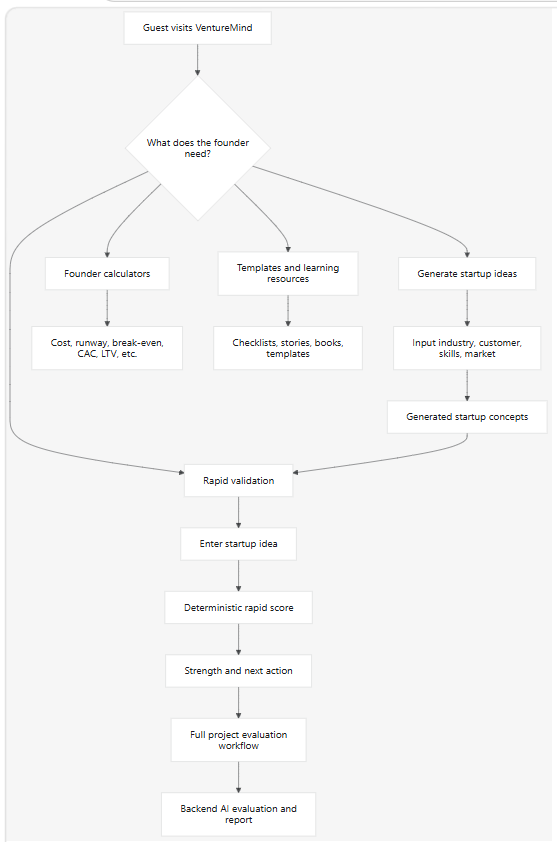 Guest visits VentureMind
What does the founder
need?
Founder calculators
Templates and learning
resources
Generate startup ideas
Cost, runway, break-even,
CAC, LTV, etc.
Checklists, stories, books,
templates
Input industry, customer,
skills, market
Generated startup concepts
Rapid validation
Enter startup idea
Deterministic rapid score
Strength and next action
Full project evaluation
workflow
Backend AI evaluation and
report